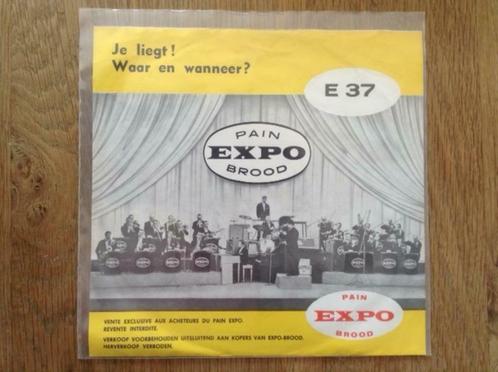 Je liegt!
Waar en wanneer?
E 37
PAIN
EXPO
BROOD
PAIN
EXPO
BROOD
VENTE EXCLUSIVE AUX ACHETEURS DU PAIN EXPO.
REVENTE INTERDITE.
VERKOOP VOORBEHOUDEN UITSLUITEND AAN KOPERS VAN EXPO-BROOD.
HERVERKOOP VERBODEN.